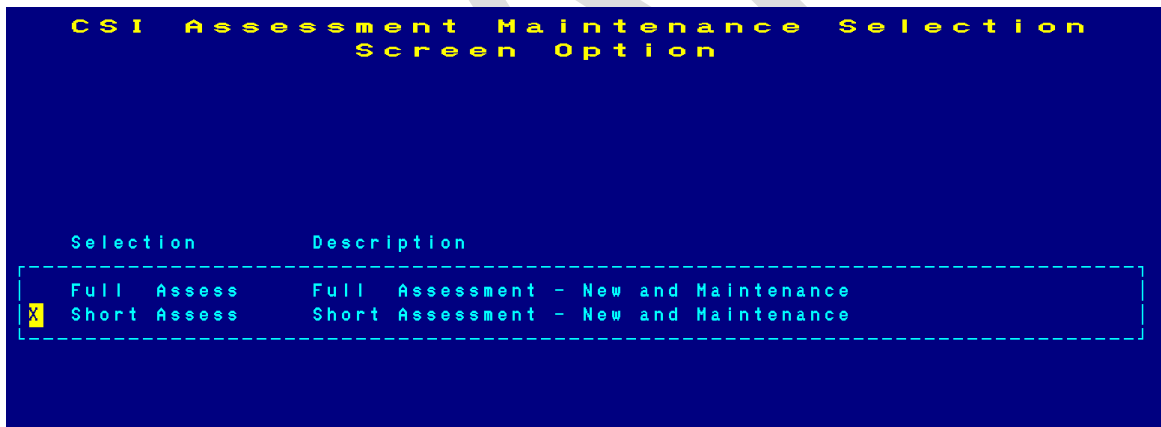 CSI Assessment Maintenance Selection
Screen Option
Selection Description
Full Assess Full Assessment - New and Maintenance
X Short Assess Short Assessment - New and Maintenance